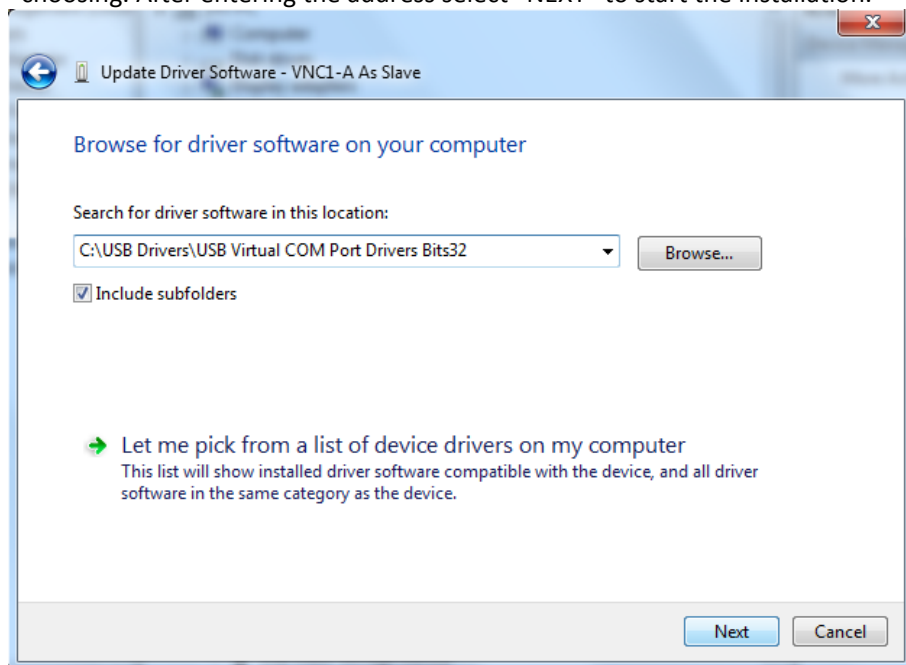 choosing. After entering the address select "NEXT" to start the installation.
Update Driver Software - VNC1-A As Slave
Browse for driver software on your computer
Search for driver software in this location:
C:\USB Drivers\USB Virtual COM Port Drivers Bits32
Browse...
Include subfolders
Let me pick from a list of device drivers on my computer
This list will show installed driver software compatible with the device, and all driver
software in the same category as the device.
Next Cancel